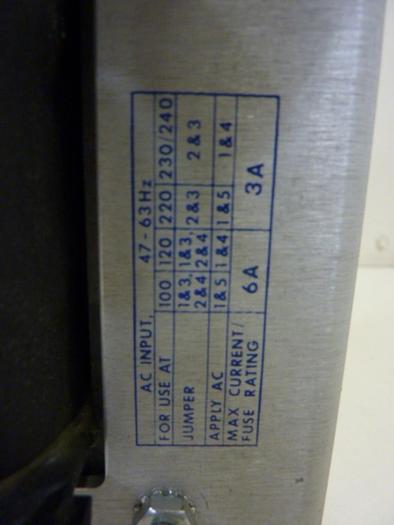 AC INPUT, 47-63Hz
FOR USE AT 100 120 220 230/240
JUMPER 1&3, 2&4 1&3, 2&4 2&3 2&3
APPLY AC 1&5 1&4 1&5 1&4
MAX CURRENT/ FUSE RATING 6A 3A